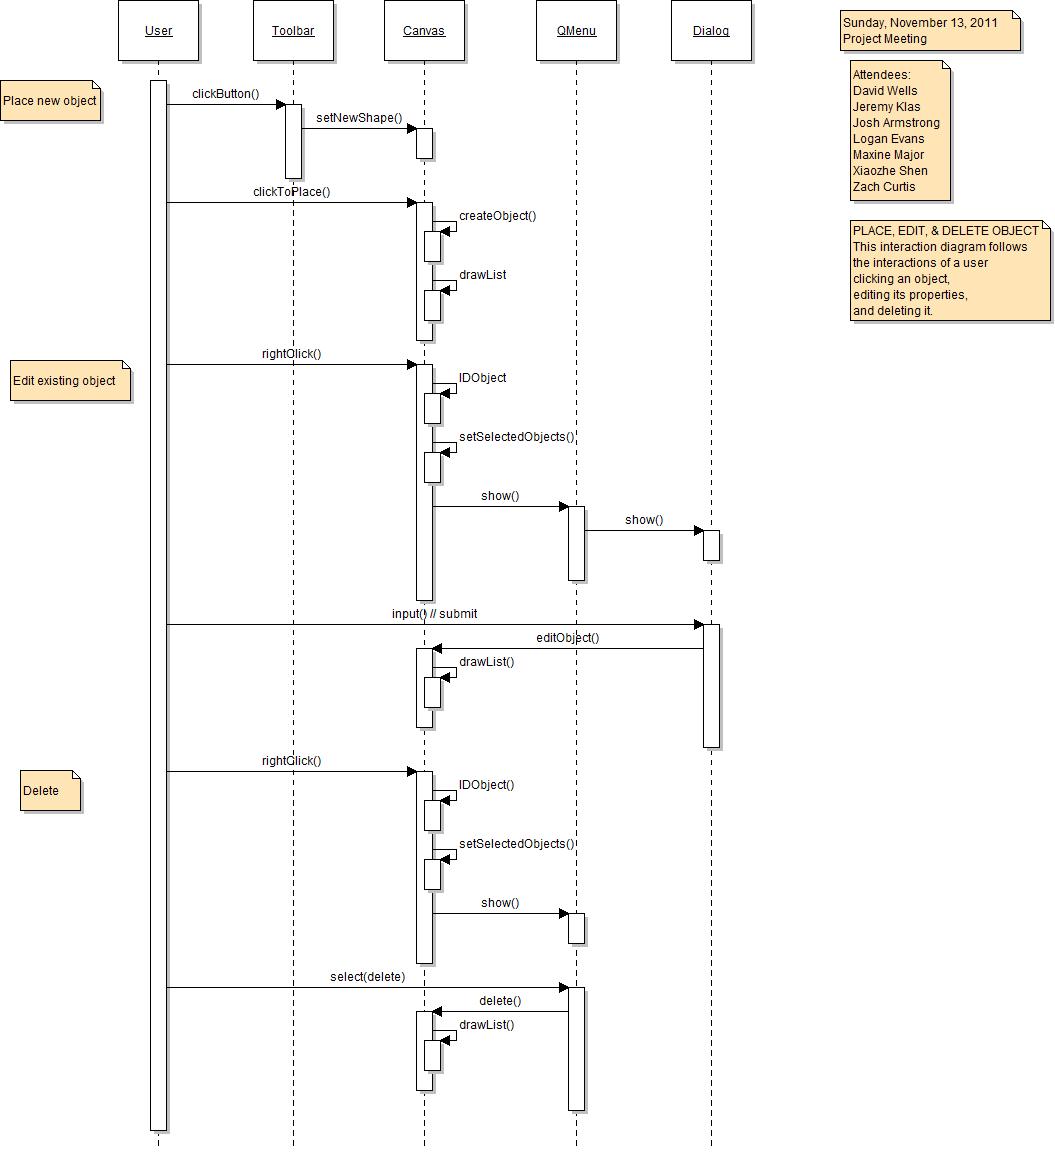 User
Toolbar
Canvas
QMenu
Dialog
Sunday, November 13, 2011
Project Meeting
Attendees:
David Wells
Jeremy Klas
Josh Armstrong
Logan Evans
Maxine Major
Xiaozhe Shen
Zach Curtis
PLACE, EDIT, & DELETE OBJECT
This interaction diagram follows
the interactions of a user
clicking an object,
editing its properties,
and deleting it.
Place new object
clickButton()
setNewShape()
clickToPlace()
createObject()
drawList
Edit existing object
rightClick()
IDObject
setSelectedObjects()
show()
show()
input() // submit
editObject()
drawList()
Delete
rightClick()
IDObject()
setSelectedObjects()
show()
select(delete)
delete()
drawList()